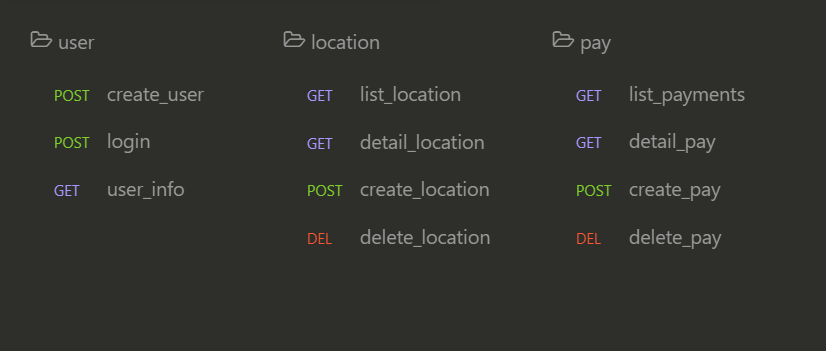 user
POST create_user
POST login
GET user_info
location
GET list_location
GET detail_location
POST create_location
DEL delete_location
pay
GET list_payments
GET detail_pay
POST create_pay
DEL delete_pay